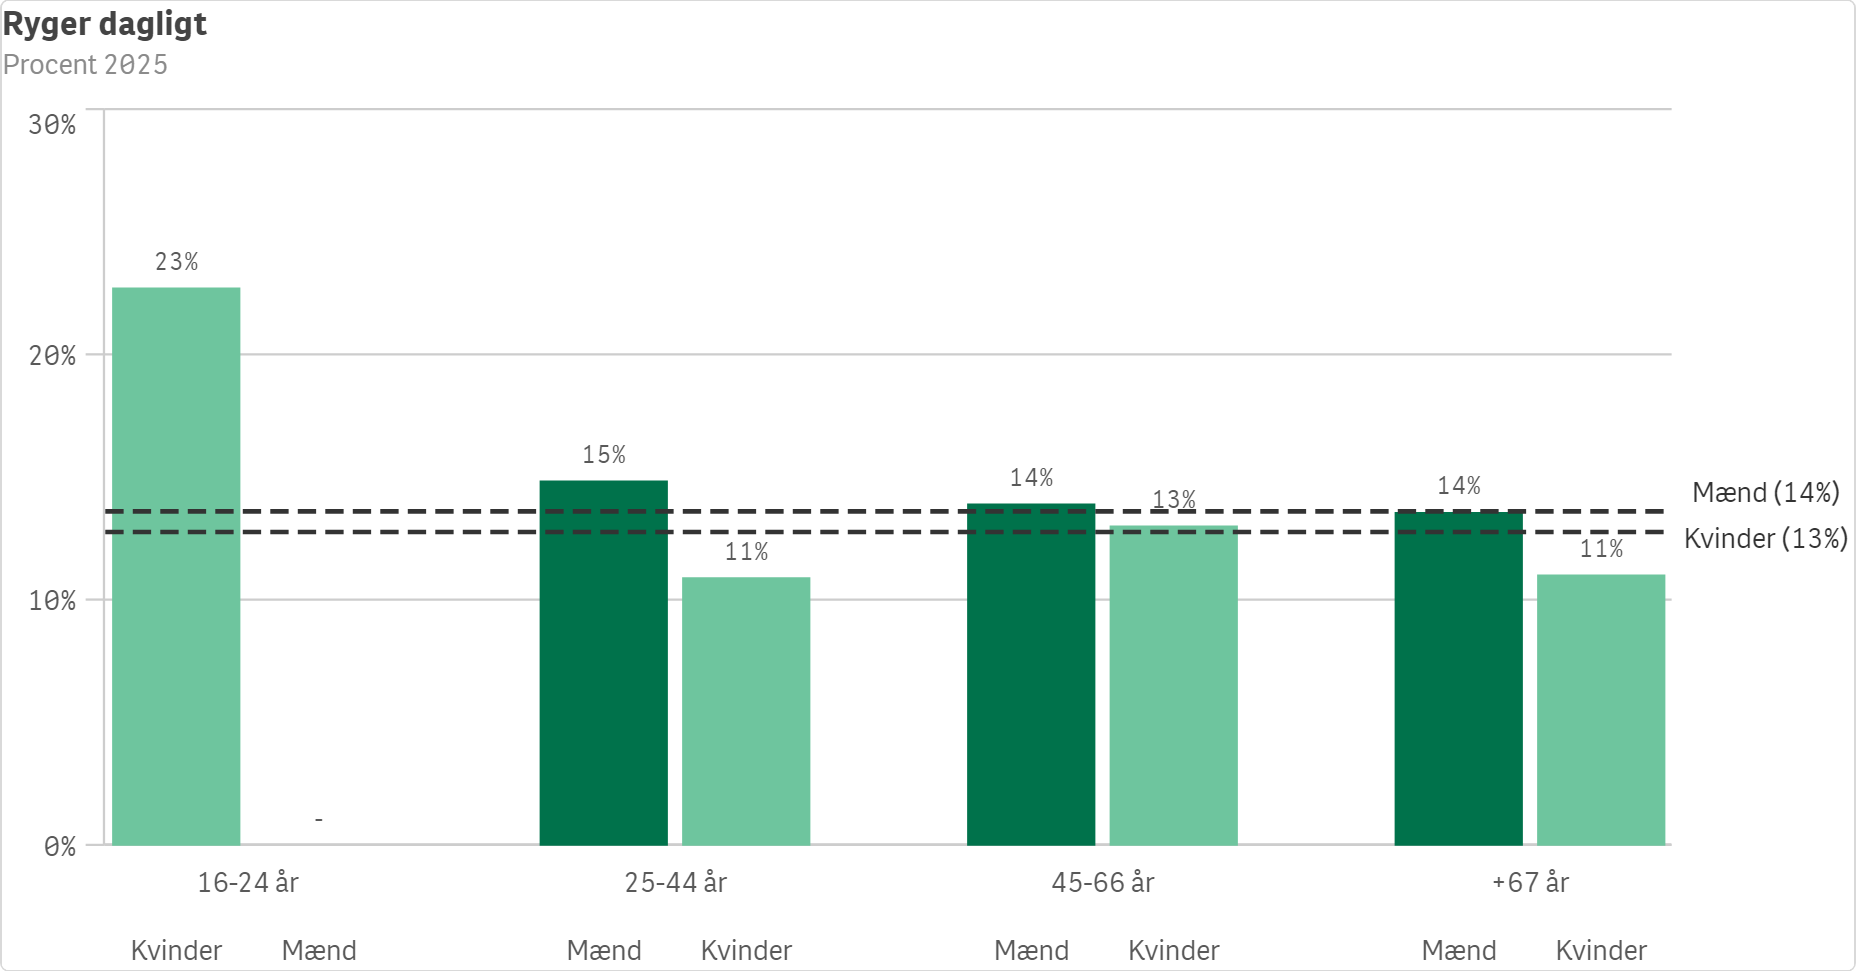 Ryger dagligt
Procent 2025
30%
23%
20%
15%
14%
13%
14%
Mænd (14%)
Kvinder (13%)
11%
11%
10%
-
0%
16-24 år
25-44 år
45-66 år
+67 år
Kvinder Mænd Mænd Kvinder Mænd Kvinder Mænd Kvinder